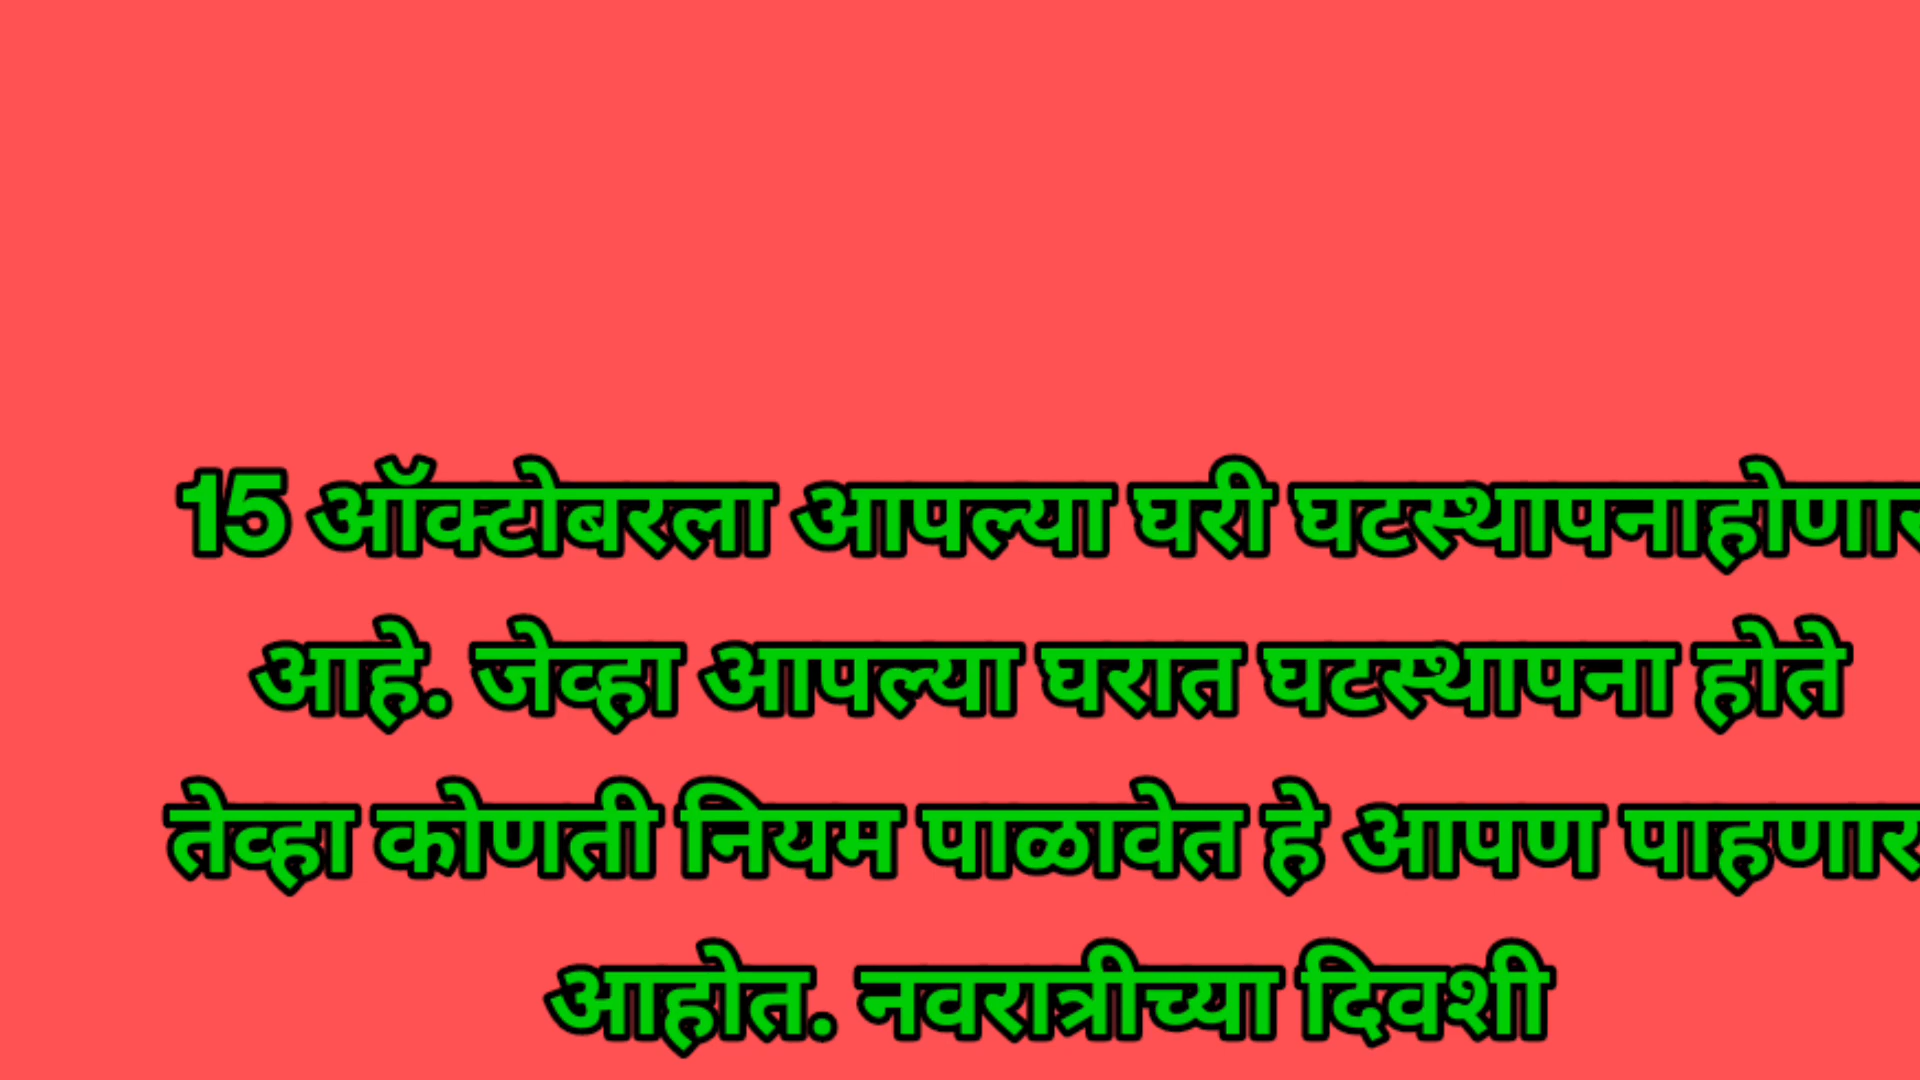 15 ऑक्टोबरला आपल्या घरी घटस्थापनाहोणार
आहे. जेव्हा आपल्या घरात घटस्थापना होते
तेव्हा कोणती नियम पाळावेत हे आपण पाहणार
आहोत. नवरात्रीच्या दिवशी